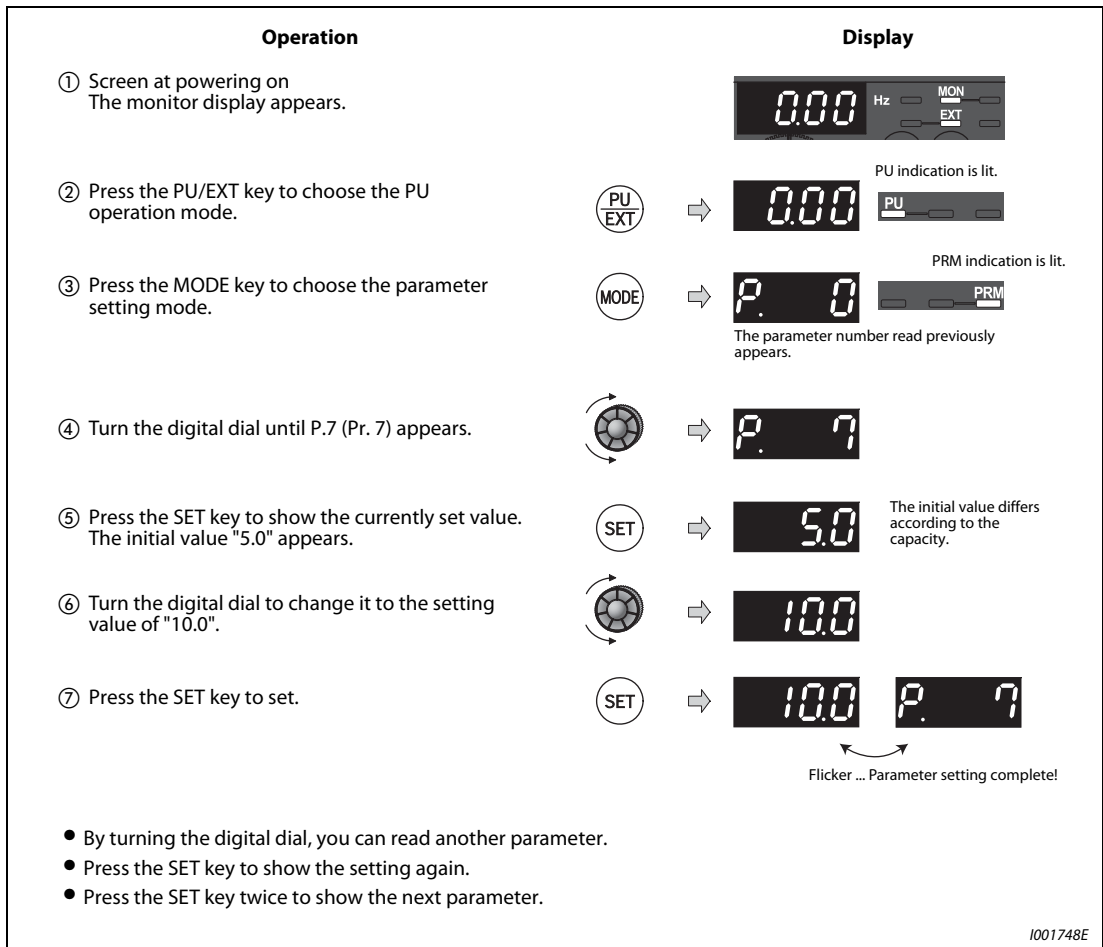 Operation
Display
① Screen at powering on
The monitor display appears.
0.00 Hz MON
EXT
② Press the PU/EXT key to choose the PU
operation mode.
PU
EXT
0.00
PU indication is lit.
PU
③ Press the MODE key to choose the parameter
setting mode.
MODE
P. 0
PRM indication is lit.
PRM
The parameter number read previously
appears.
④ Turn the digital dial until P.7 (Pr. 7) appears.
P. 7
⑤ Press the SET key to show the currently set value.
The initial value "5.0" appears.
SET
5.0
The initial value differs
according to the
capacity.
⑥ Turn the digital dial to change it to the setting
value of "10.0".
10.0
⑦ Press the SET key to set.
SET
10.0
P. 7
Flicker ... Parameter setting complete!
● By turning the digital dial, you can read another parameter.
● Press the SET key to show the setting again.
● Press the SET key twice to show the next parameter.
I001748E